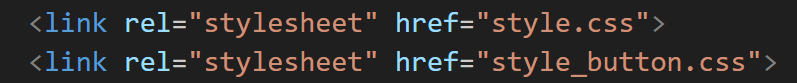 <link rel="stylesheet" href="style.css">
<link rel="stylesheet" href="style_button.css">